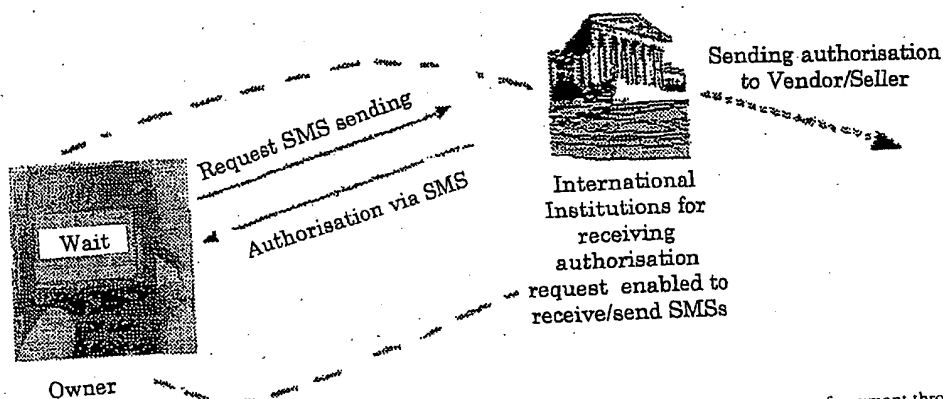 Sending authorisation
to Vendor/Seller
Request SMS sending
Authorisation via SMS
Wait
International
Institutions for
receiving
authorisation
request enabled to
receive/send SMSs
Owner